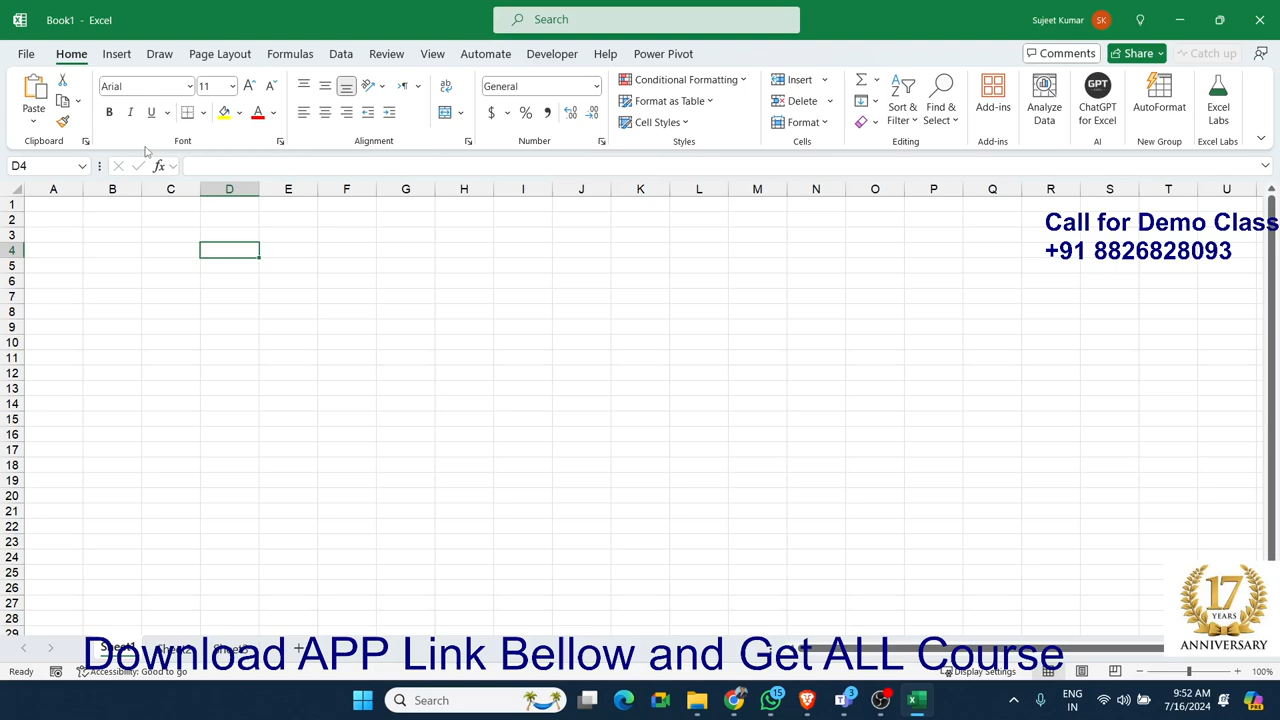 Book1 - Excel
Search
Sujeet Kumar
SK
File Home Insert Draw Page Layout Formulas Data Review View Automate Developer Help Power Pivot
Comments Share Catch up
Paste
Arial 11
B I U
General
$ % ,
Conditional Formatting
Format as Table
Cell Styles
Insert
Delete
Format
Sort & Filter
Find & Select
Add-ins
Analyze Data
GPT
ChatGPT for Excel
AutoFormat
Excel Labs
Clipboard Font Alignment Number Styles Cells Editing Add-ins AI New Group Excel Labs
D4
fx
A B C D E F G H I J K L M N O P Q R S T U
1
2
3
4
5
6
7
8
9
10
11
12
13
14
15
16
17
18
19
20
21
22
23
24
25
26
27
28
29
Call for Demo Class
+91 8826828093
17
YEARS
ANNIVERSARY
Sheet1 Sheet2 Sheet3
Download APP Link Bellow and Get ALL Course
Ready
Accessibility: Good to go
Display Settings
100%
Search
15
3
ENG
IN
9:52 AM
7/16/2024